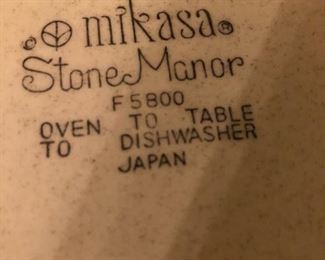 mikasa®
Stone Manor
F5800
OVEN TO TABLE
TO DISHWASHER
JAPAN